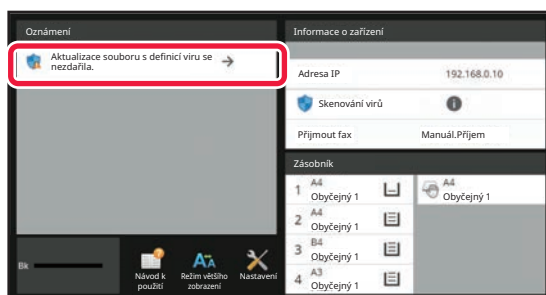 Oznámení
Aktualizace souboru s definicí viru se
nezdařila.
Informace o zařízení
Adresa IP 192.168.0.10
Skenování virů
Přijmout fax Manuál.Příjem
Zásobník
1 A4
Obyčejný 1
A4
Obyčejný 1
2 A4
Obyčejný 1
3 B4
Obyčejný 1
4 A3
Obyčejný 1
Bk
Návod k
použití
Režim většího
zobrazení
Nastavení